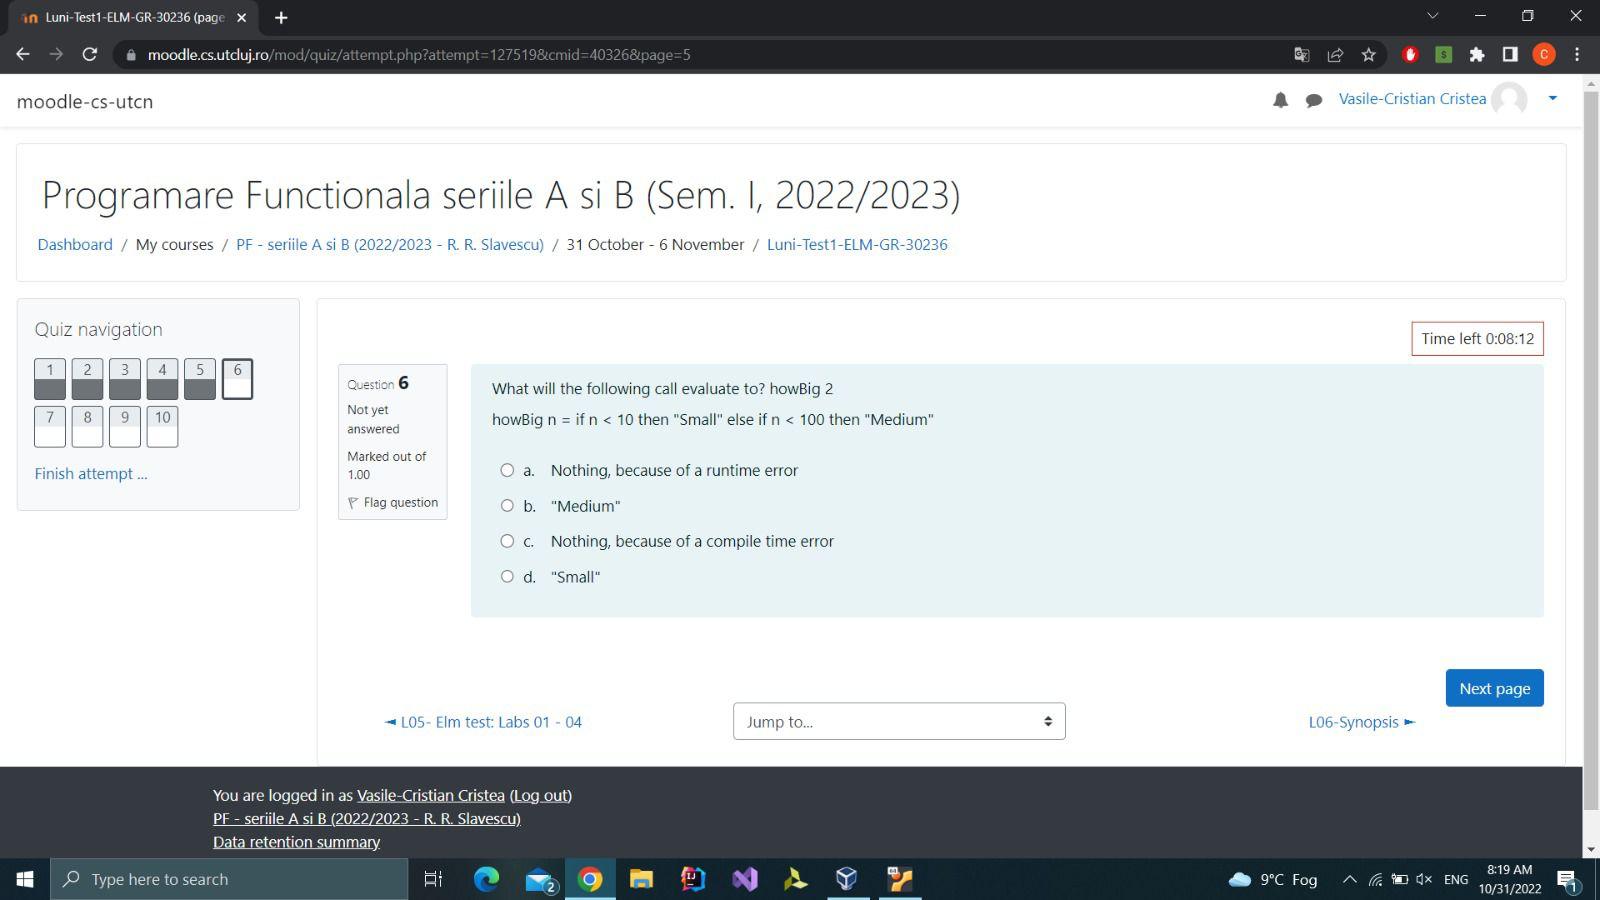 Luni-Test1-ELM-GR-30236 (page
moodle.cs.utcluj.ro/mod/quiz/attempt.php?attempt=127519&cmid=40326&page=5
moodle-cs-utcn
Vasile-Cristian Cristea
Programare Functionala seriile A si B (Sem. I, 2022/2023)
Dashboard / My courses / PF - seriile A si B (2022/2023 - R. R. Slavescu) / 31 October - 6 November / Luni-Test1-ELM-GR-30236
Quiz navigation
1 2 3 4 5 6
7 8 9 10
Finish attempt ...
Time left 0:08:12
Question 6
Not yet
answered
Marked out of
1.00
Flag question
What will the following call evaluate to? howBig 2
howBig n = if n < 10 then "Small" else if n < 100 then "Medium"
a. Nothing, because of a runtime error
b. "Medium"
c. Nothing, because of a compile time error
d. "Small"
Next page
◄ L05- Elm test: Labs 01 - 04
Jump to...
L06-Synopsis ►
You are logged in as Vasile-Cristian Cristea (Log out)
PF - seriile A si B (2022/2023 - R. R. Slavescu)
Data retention summary
Type here to search
2
9°C Fog
ENG
8:19 AM
10/31/2022
1